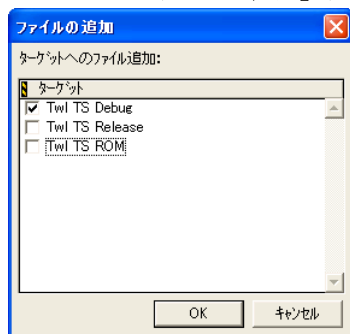 ファイルの追加
ターゲットへのファイル追加:
ターゲット
Twl TS Debug
Twl TS Release
Twl TS ROM
OK
キャンセル